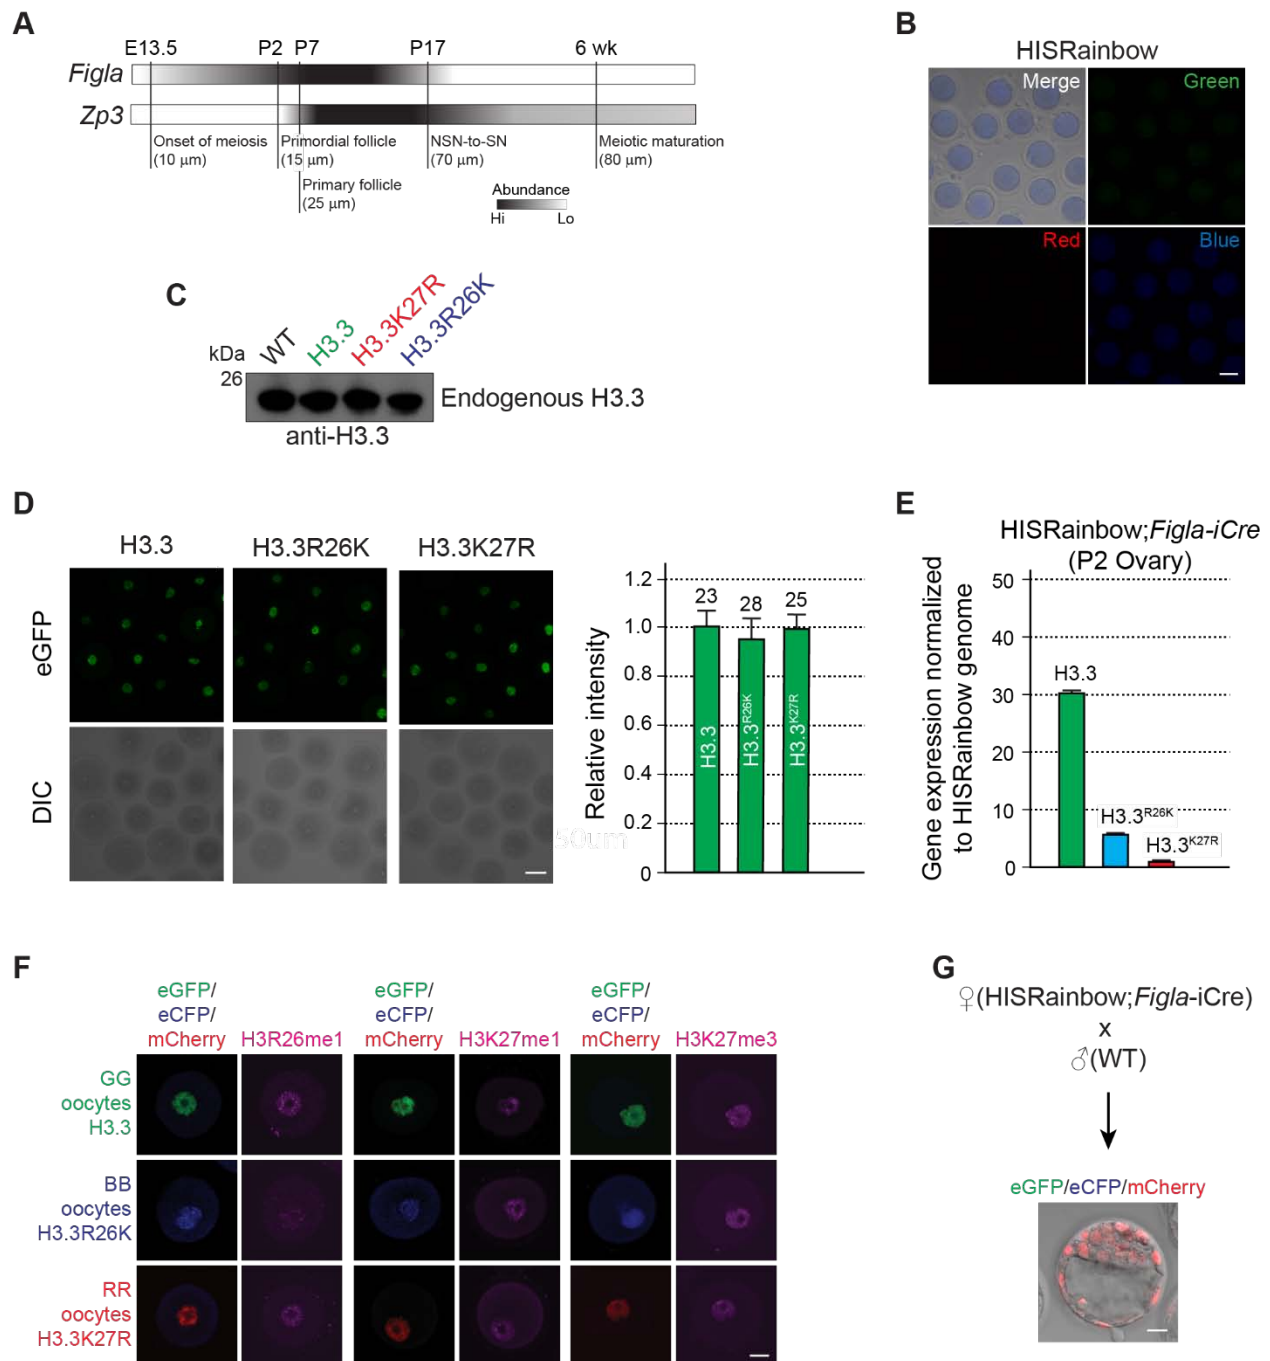 A
E13.5 P2 P7 P17 6 wk
Figla
Zp3
Onset of meiosis
(10 µm)
Primordial follicle
(15 µm)
Primary follicle
(25 µm)
NSN-to-SN
(70 µm)
Meiotic maturation
(80 µm)
Abundance
Hi Lo
B
HISRainbow
Merge
Green
Red
Blue
C
kDa
26
WT
H3.3
H3.3K27R
H3.3R26K
Endogenous H3.3
anti-H3.3
D
H3.3
H3.3R26K
H3.3K27R
eGFP
DIC
50um
Relative intensity
1.2
1.0
0.8
0.6
0.4
0.2
0
23
28
25
H3.3
H3.3R26K
H3.3K27R
E
HISRainbow;Figla-iCre
(P2 Ovary)
Gene expression normalized
to HISRainbow genome
50
40
30
20
10
0
H3.3
H3.3R26K
H3.3K27R
F
eGFP/
eCFP/
mCherry
H3R26me1
eGFP/
eCFP/
mCherry
H3K27me1
eGFP/
eCFP/
mCherry
H3K27me3
GG
oocytes
H3.3
BB
oocytes
H3.3R26K
RR
oocytes
H3.3K27R
G
♀(HISRainbow;Figla-iCre)
x
♂(WT)
eGFP/eCFP/mCherry